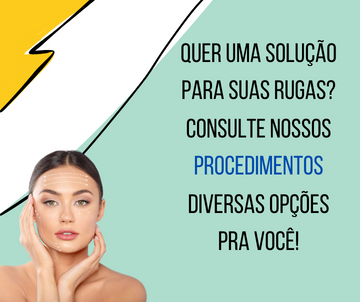 QUER UMA SOLUÇÃO
PARA SUAS RUGAS?
CONSULTE NOSSOS
PROCEDIMENTOS
DIVERSAS OPÇÕES
PRA VOCÊ!